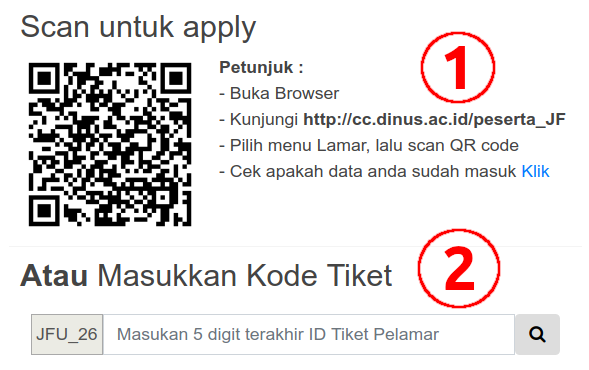 Scan untuk apply
1
Petunjuk :
- Buka Browser
- Kunjungi http://cc.dinus.ac.id/peserta_JF
- Pilih menu Lamar, lalu scan QR code
- Cek apakah data anda sudah masuk Klik
2
Atau Masukkan Kode Tiket
JFU_26 Masukan 5 digit terakhir ID Tiket Pelamar